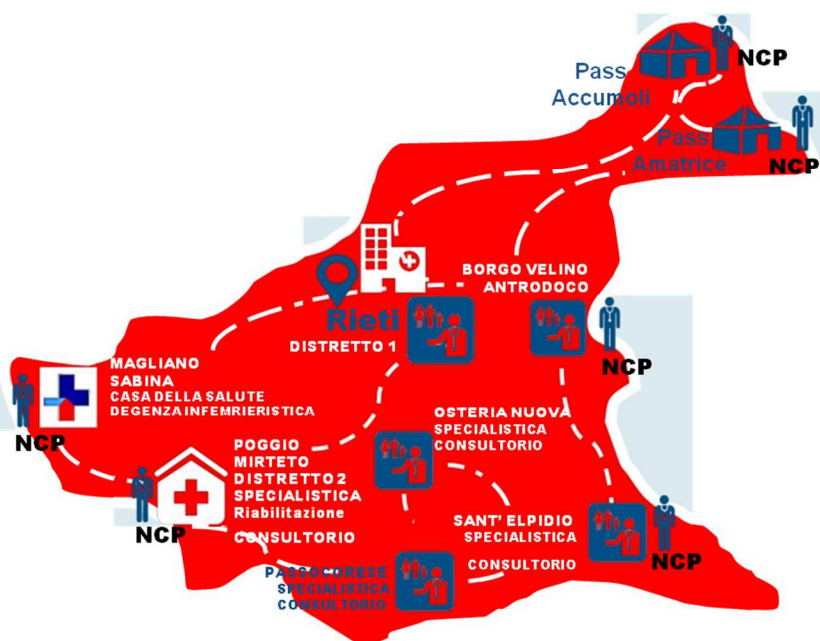 NCP
Pass
Accumoli
Pass
Amatrice
NCP
BORGO VELINO
ANTRODOCO
Rieti
DISTRETTO 1
NCP
MAGLIANO
SABINA
CASA DELLA SALUTE
DEGENZA INFEMRIERISTICA
NCP
OSTERIA NUOVA
SPECIALISTICA
CONSULTORIO
POGGIO
MIRTETO
DISTRETTO 2
SPECIALISTICA
Riabilitazione
CONSULTORIO
NCP
SANT' ELPIDIO
SPECIALISTICA
CONSULTORIO
NCP
PASSOCORESE
SPECIALISTICA
CONSULTORIO